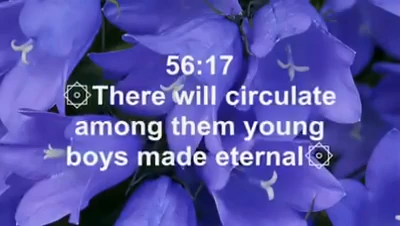 56:17
۞There will circulate
among them young
boys made eternal۞